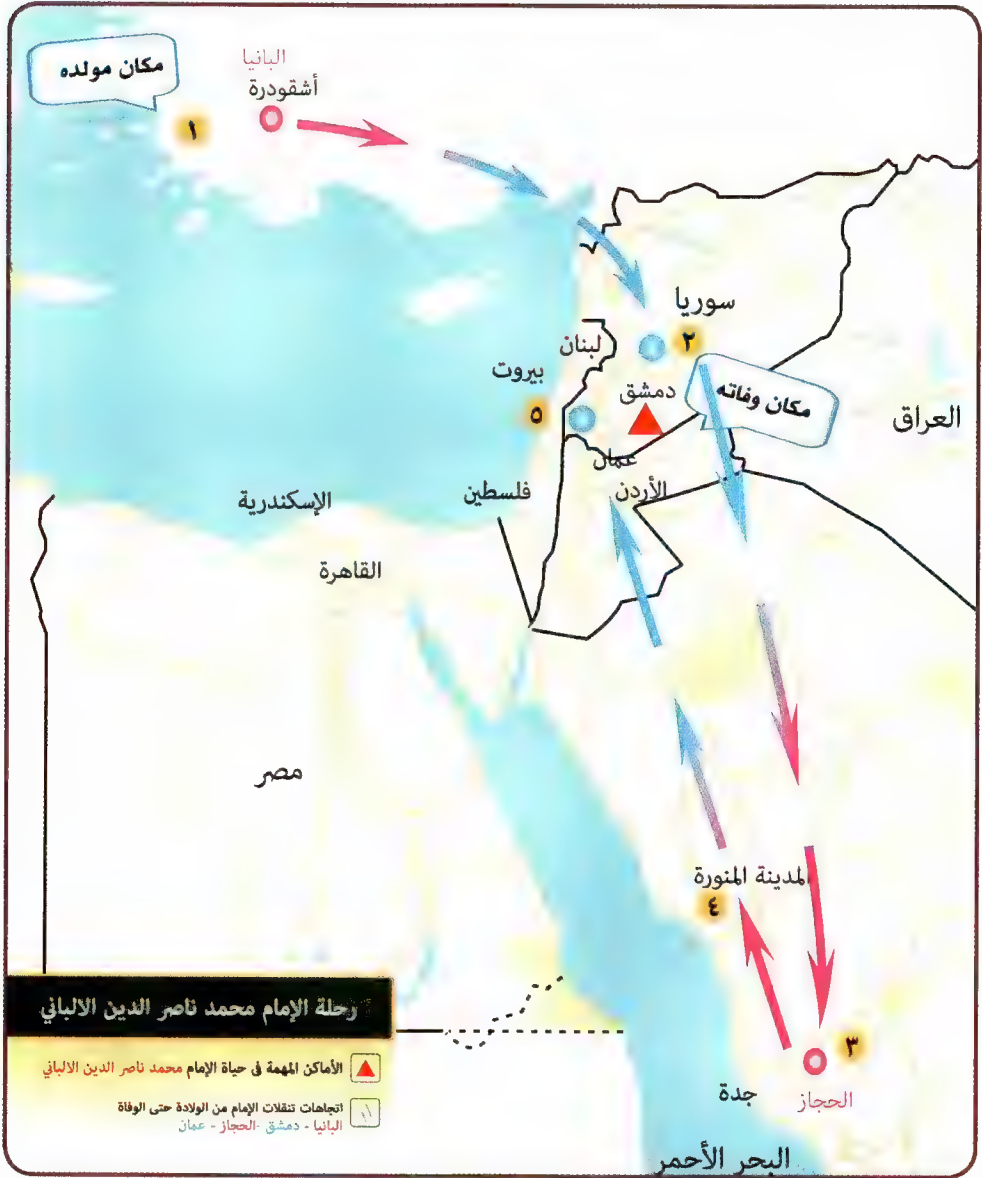 مكان مولده
البانيا
أشقودرة
١
سوريا
٢
لبنان
بيروت
دمشق
مكان وفاته
العراق
٥
عمان
فلسطين
الأردن
الإسكندرية
القاهرة
مصر
المدينة المنورة
٤
٣
الحجاز
جدة
البحر الأحمر
رحلة الإمام محمد ناصر الدين الالباني
الأماكن المهمة فى حياة الإمام محمد ناصر الدين الالباني
اتجاهات تنقلات الإمام من الولادة حتى الوفاة
البانيا - دمشق -الحجاز - عمان